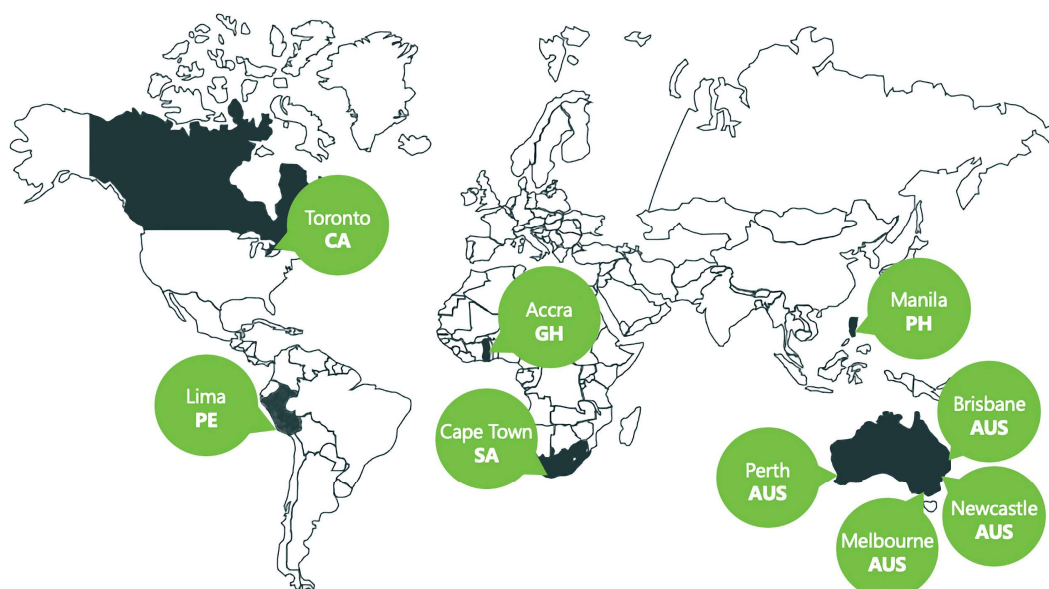 Toronto
CA
Accra
GH
Manila
PH
Lima
PE
Cape Town
SA
Brisbane
AUS
Perth
AUS
Newcastle
AUS
Melbourne
AUS